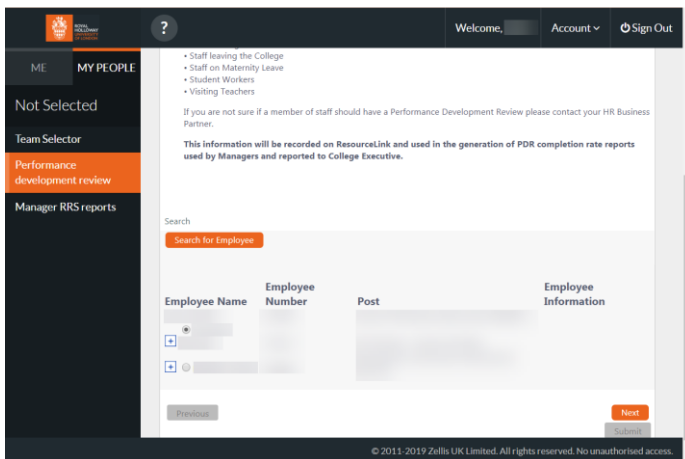 ROYAL
HOLLOWAY
UNIVERSITY
OF LONDON
?
Welcome,
Account
Sign Out
ME
MY PEOPLE
Not Selected
Team Selector
Performance
development review
Manager RRS reports
• Staff leaving the College
• Staff on Maternity Leave
• Student Workers
• Visiting Teachers
If you are not sure if a member of staff should have a Performance Development Review please contact your HR Business
Partner.
This information will be recorded on ResourceLink and used in the generation of PDR completion rate reports
used by Managers and reported to College Executive.
Search
Search for Employee
Employee Name
Employee
Number
Post
Employee
Information
Previous
Next
Submit
© 2011-2019 Zellis UK Limited. All rights reserved. No unauthorised access.